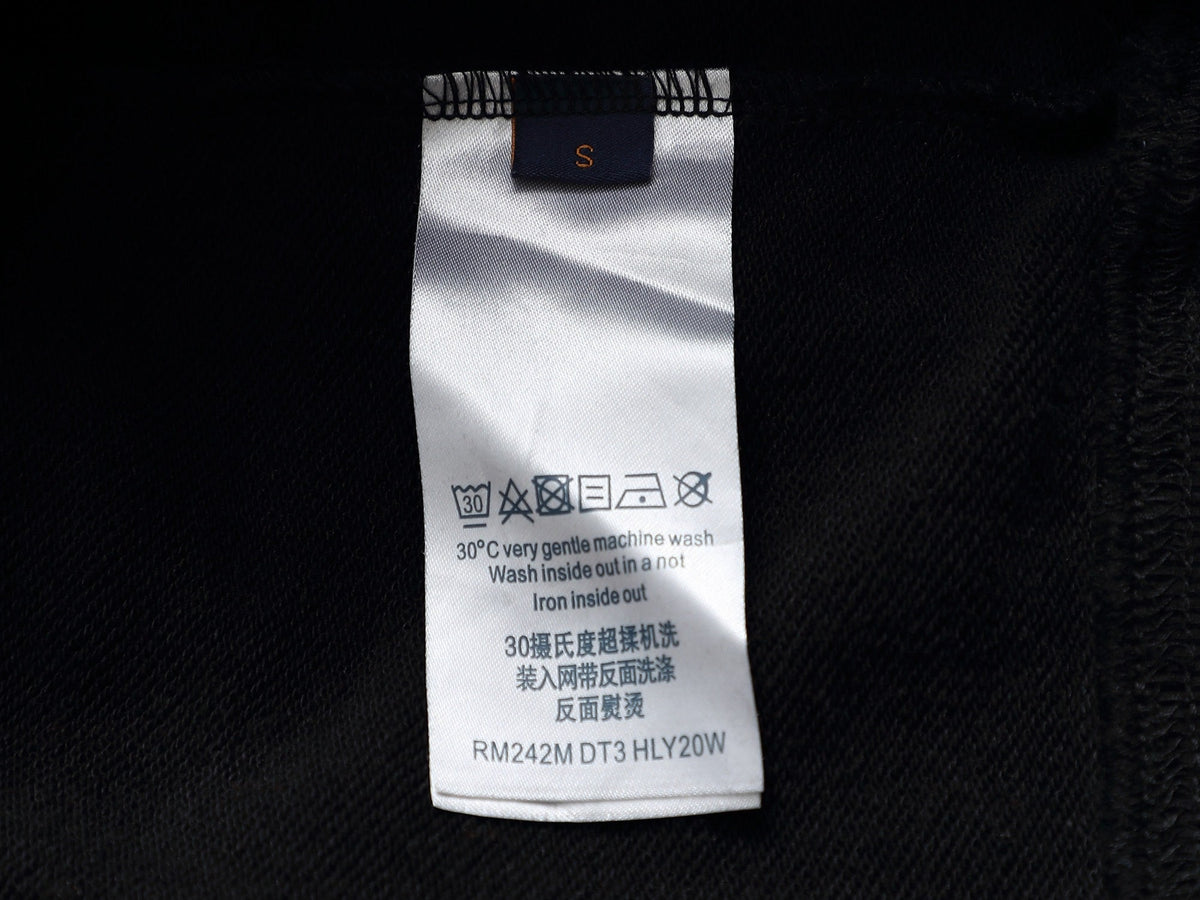 S
30
30°C very gentle machine wash
Wash inside out in a not
Iron inside out
30摄氏度超揉机洗
装入网带反面洗涤
反面熨烫
RM242M DT3 HLY20W